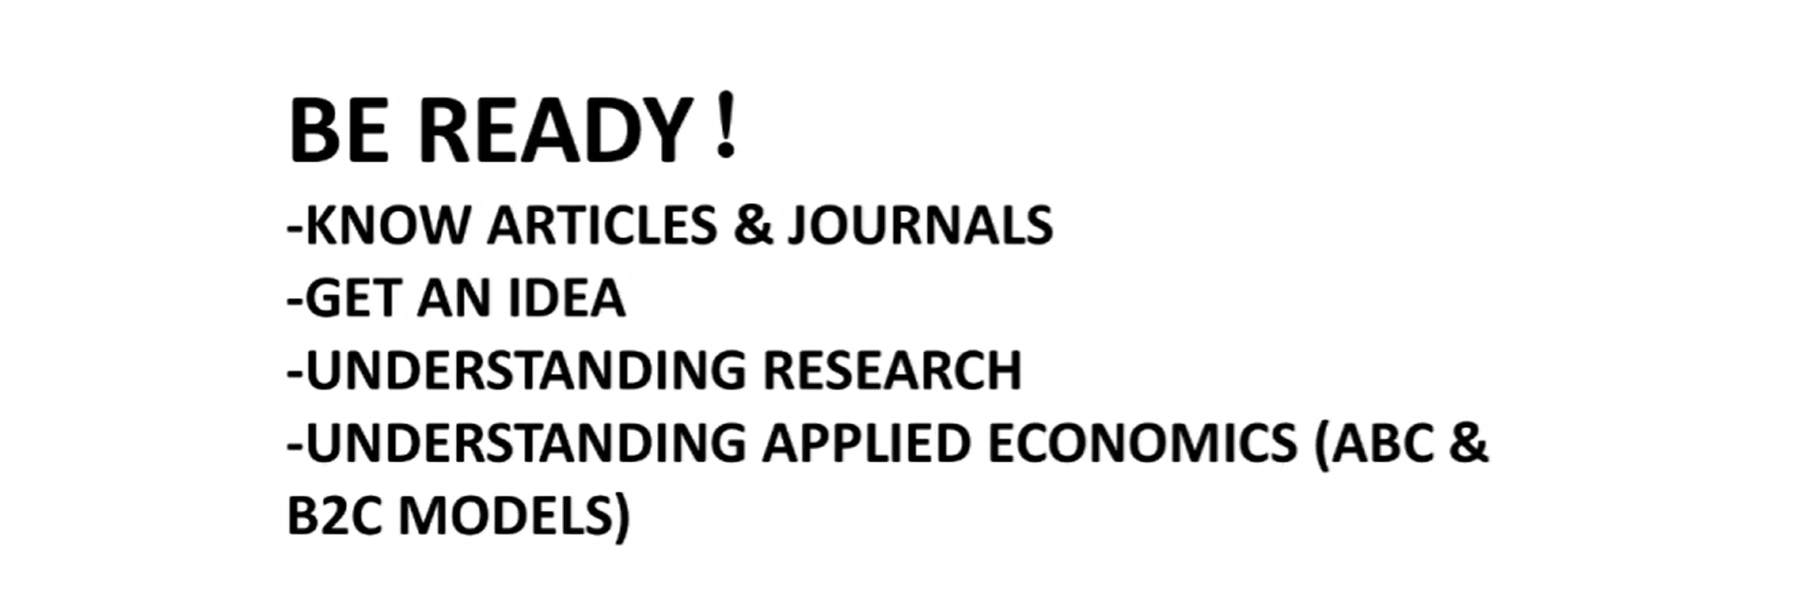 BE READY !
-KNOW ARTICLES & JOURNALS
-GET AN IDEA
-UNDERSTANDING RESEARCH
-UNDERSTANDING APPLIED ECONOMICS (ABC &
B2C MODELS)